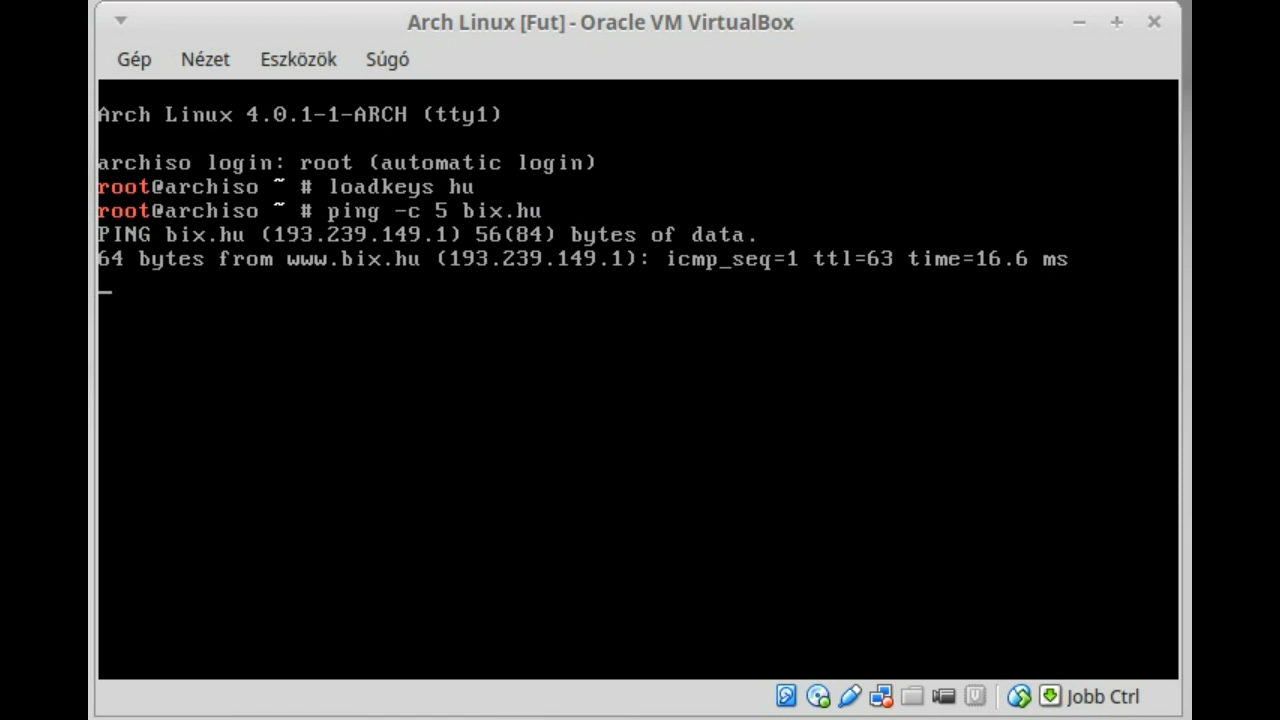 Arch Linux [Fut] - Oracle VM VirtualBox
Gép Nézet Eszközök Súgó
Arch Linux 4.0.1-1-ARCH (tty1)
archiso login: root (automatic login)
root@archiso ~ # loadkeys hu
root@archiso ~ # ping -c 5 bix.hu
PING bix.hu (193.239.149.1) 56(84) bytes of data.
64 bytes from www.bix.hu (193.239.149.1): icmp_seq=1 ttl=63 time=16.6 ms
Jobb Ctrl